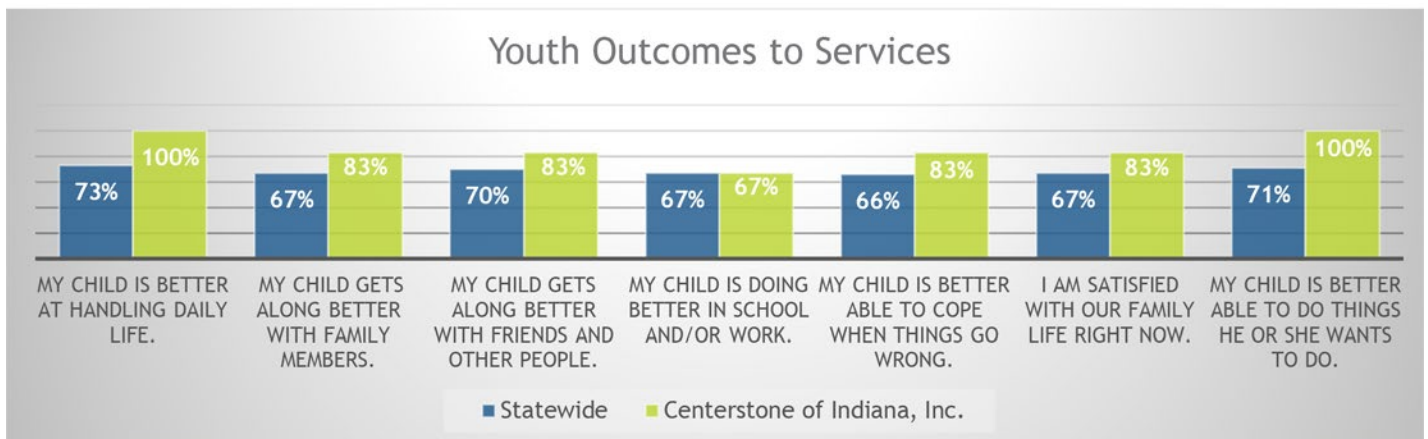 Youth Outcomes to Services
73%
100%
67%
83%
70%
83%
67%
67%
66%
83%
67%
83%
71%
100%
MY CHILD IS BETTER
AT HANDLING DAILY
LIFE.
MY CHILD GETS
ALONG BETTER
WITH FAMILY
MEMBERS.
MY CHILD GETS
ALONG BETTER
WITH FRIENDS AND
OTHER PEOPLE.
MY CHILD IS DOING
BETTER IN SCHOOL
AND/OR WORK.
MY CHILD IS BETTER
ABLE TO COPE
WHEN THINGS GO
WRONG.
I AM SATISFIED
WITH OUR FAMILY
LIFE RIGHT NOW.
MY CHILD IS BETTER
ABLE TO DO THINGS
HE OR SHE WANTS
TO DO.
Statewide
Centerstone of Indiana, Inc.